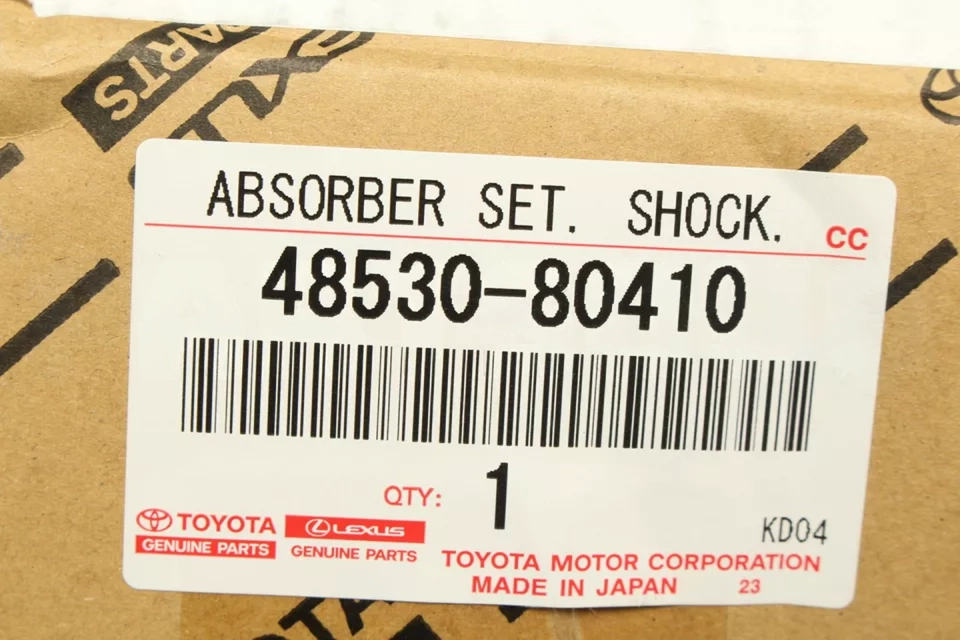 PARTS
ABSORBER SET. SHOCK.
CC
48530-80410
QTY: 1
KD04
TOYOTA
GENUINE PARTS
LEXUS
GENUINE PARTS
TOYOTA MOTOR CORPORATION
MADE IN JAPAN 23